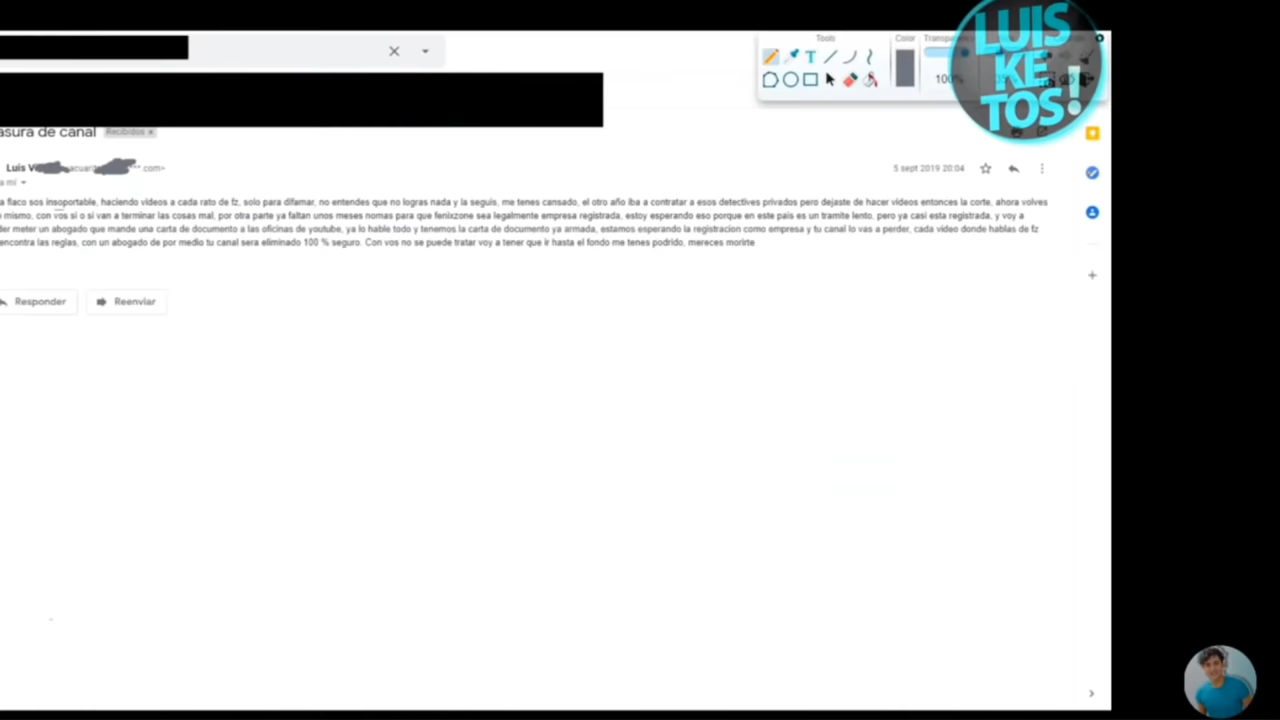 Tools
Color
LUIS
KE
TOS!
100%
asura de canal Recibidos x
Luis V
.com>
5 sept 2019 20:04
a mí
a flaco sos insoportable, haciendo videos a cada rato de fz, solo para difamar, no entendes que no logras nada y la seguis, me tenes cansado, el otro año iba a contratar a esos detectives privados pero dejaste de hacer videos entonces la corte, ahora volves
mismo, con vos si o si van a terminar las cosas mal, por otra parte ya faltan unos meses nomas para que fenixzone sea legalmente empresa registrada, estoy esperando eso porque en este pais es un tramite lento, pero ya casi esta registrada, y voy a
der meter un abogado que mande una carta de documento a las oficinas de youtube, ya lo hable todo y tenemos la carta de documento ya armada, estamos esperando la registracion como empresa y tu canal lo vas a perder, cada video donde hablas de fz
encontra las reglas, con un abogado de por medio tu canal sera eliminado 100 % seguro. Con vos no se puede tratar voy a tener que ir hasta el fondo me tenes podrido, mereces morirte
Responder
Reenviar